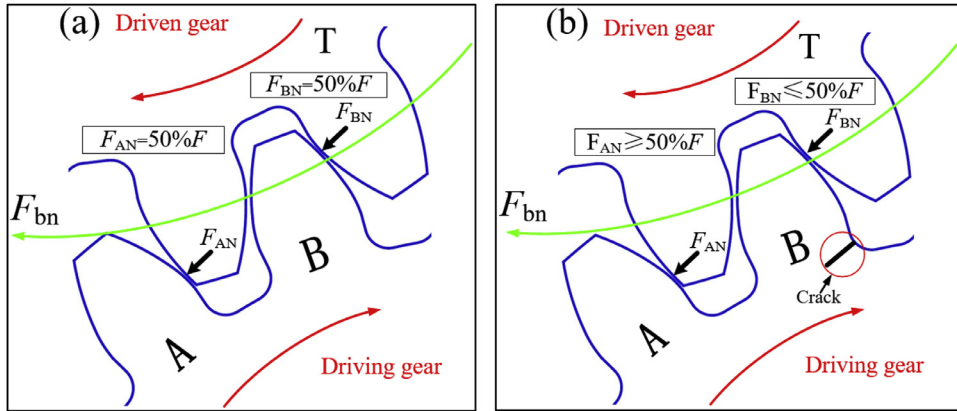 (a)
Driven gear
T
F_BN=50%F
F_BN
F_AN=50%F
F_bn
F_AN
B
A
Driving gear
(b)
Driven gear
T
F_BN≤50%F
F_BN
F_AN≥50%F
F_bn
F_AN
B
Crack
A
Driving gear